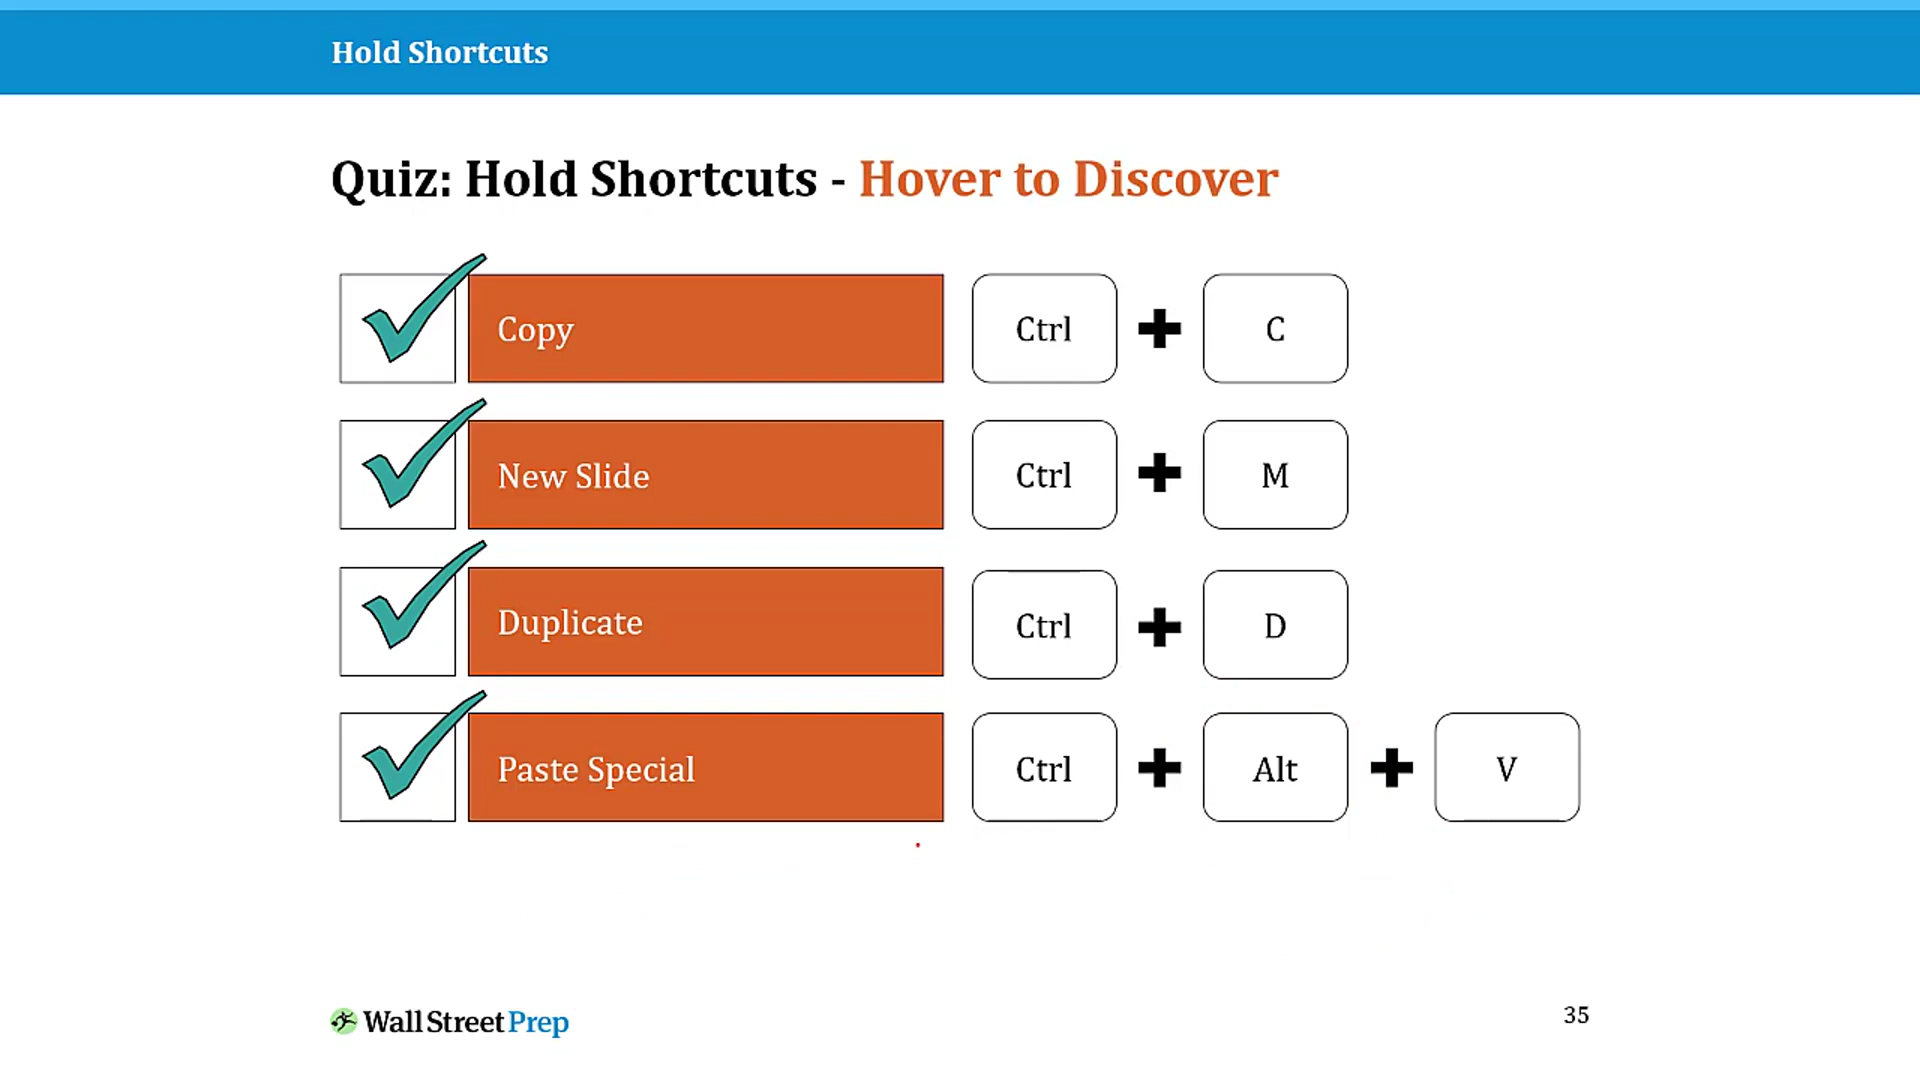 Hold Shortcuts
Quiz: Hold Shortcuts - Hover to Discover
Copy Ctrl + C
New Slide Ctrl + M
Duplicate Ctrl + D
Paste Special Ctrl + Alt + V
Wall Street Prep
35